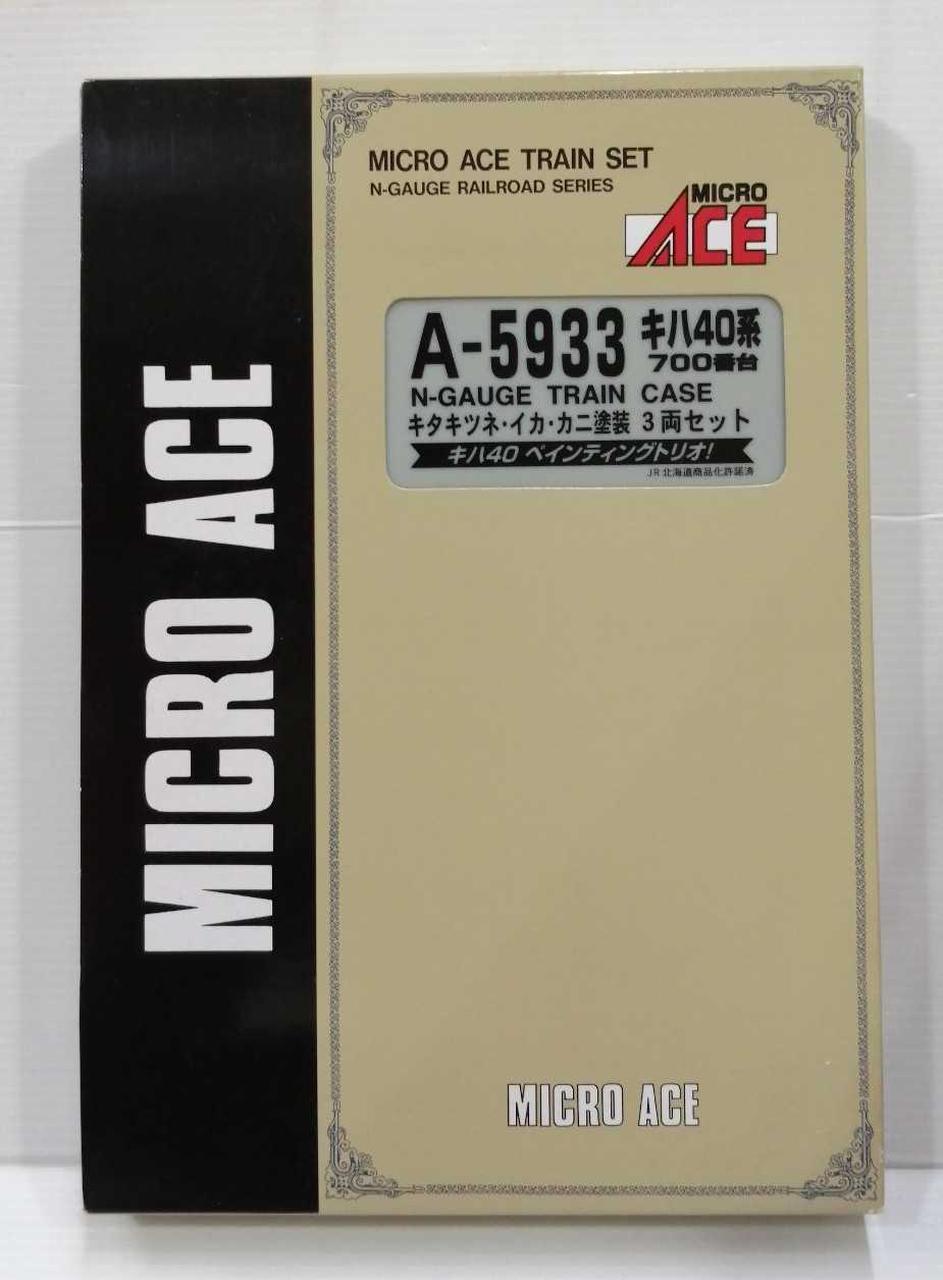 MICRO ACE
MICRO ACE TRAIN SET
N-GAUGE RAILROAD SERIES
MICRO
ACE
A-5933 キハ40系
700番台
N-GAUGE TRAIN CASE
キタキツネ・イカ・カニ塗装 3両セット
キハ40 ペインティングトリオ!
JR北海道商品化許諾済
MICRO ACE